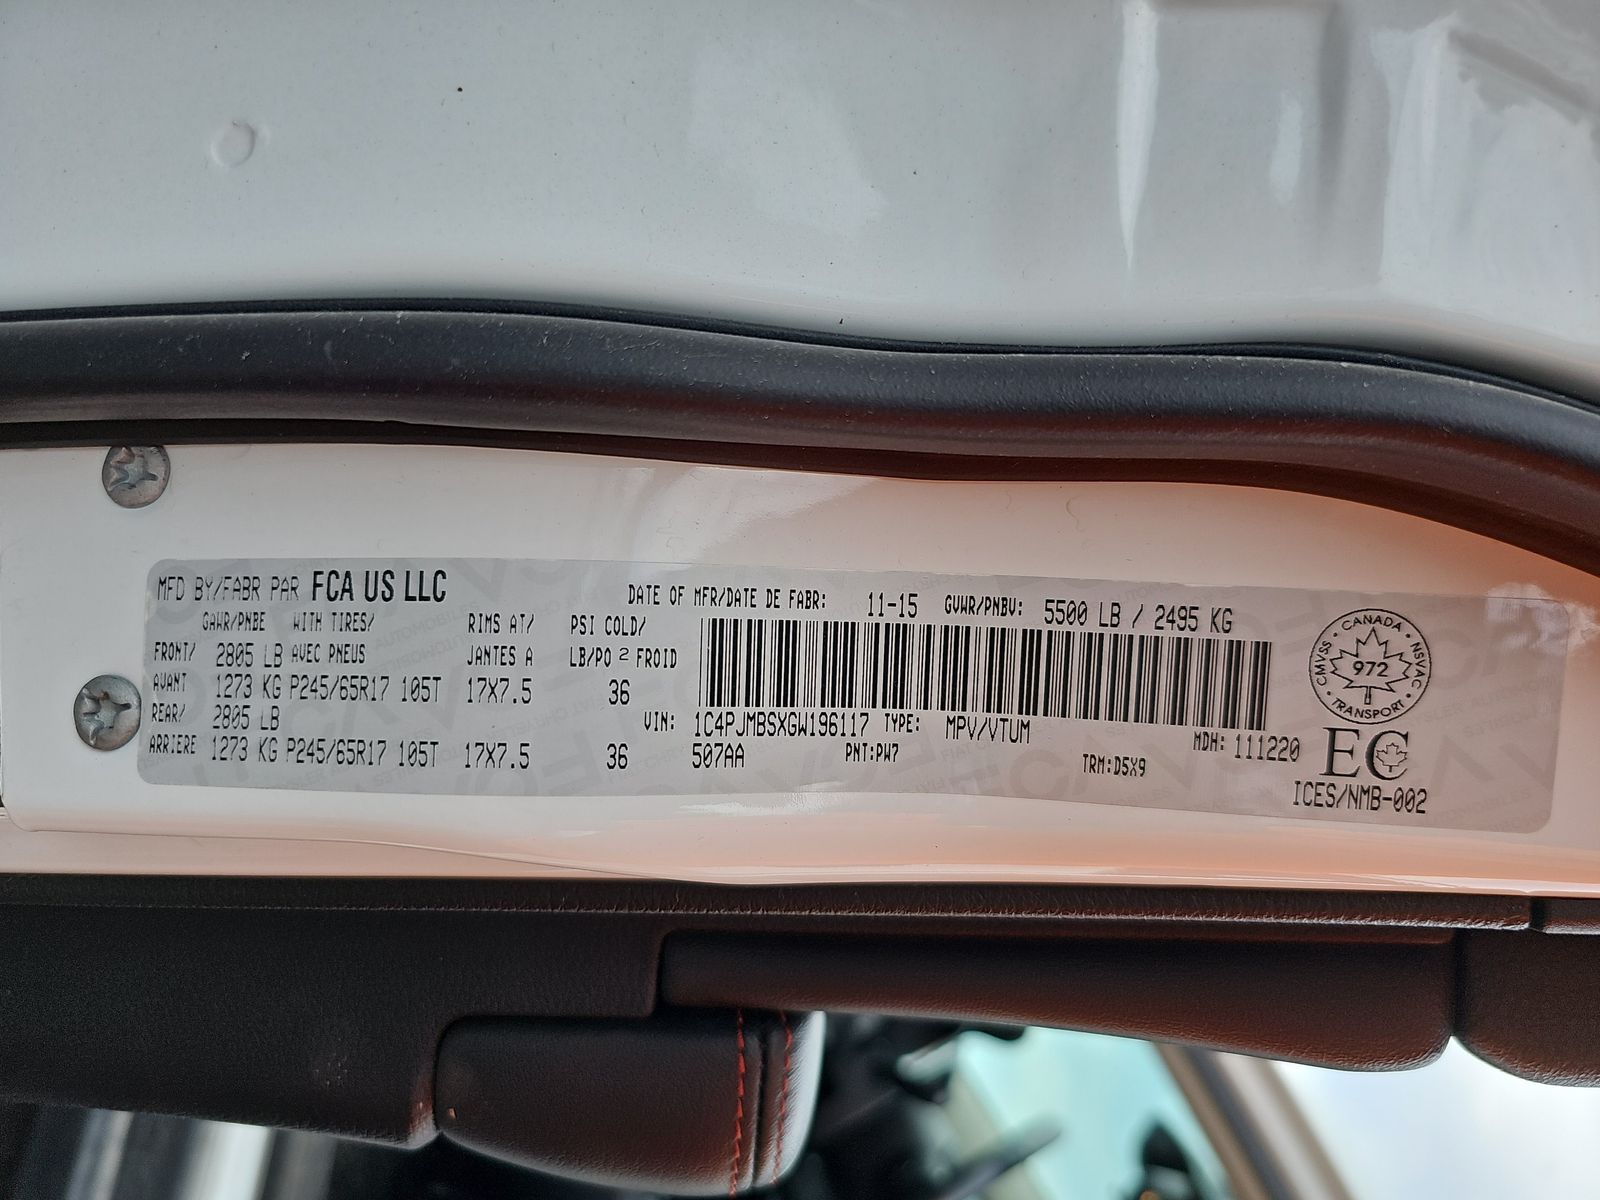 MFD BY/FABR PAR FCA US LLC
DATE OF MFR/DATE DE FABR: 11-15 GVWR/PNBV: 5500 LB / 2495 KG
GAWR/PNBE WITH TIRES/ RIMS AT/ PSI COLD/
FRONT/ 2805 LB AVEC PNEUS JANTES A LB/PO 2 FROID
AVANT 1273 KG P245/65R17 105T 17X7.5 36
REAR/ 2805 LB
ARRIERE 1273 KG P245/65R17 105T 17X7.5 36
VIN: 1C4PJMBSXGW196117 TYPE: MPV/VTUM
507AA PNT:PW7 TRM:D5X9
MDH: 111220
CANADA
CMVSS 972 NSVAC
TRANSPORT
EC
ICES/NMB-002